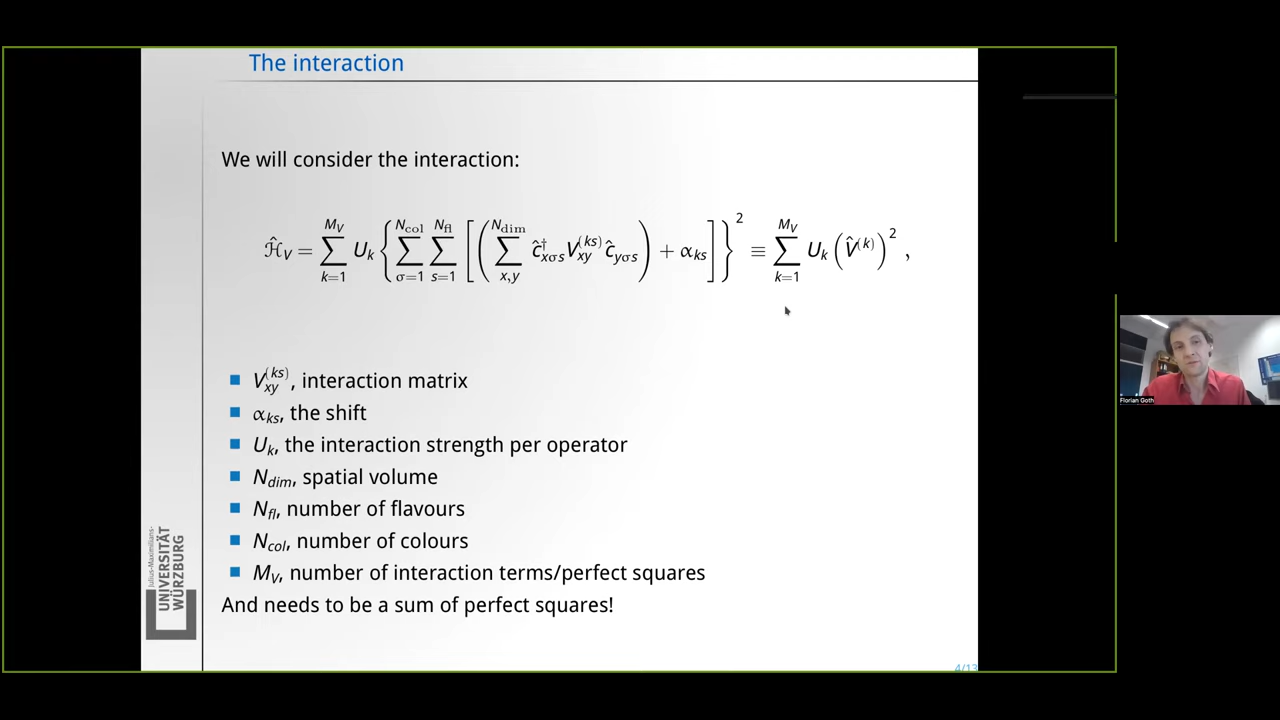 The interaction
We will consider the interaction:
$\hat{\mathcal{H}}_V = \sum_{k=1}^{M_V} U_k \left\{ \sum_{\sigma=1}^{N_{\mathrm{col}}} \sum_{s=1}^{N_{\mathrm{fl}}} \left[ \left( \sum_{x,y}^{N_{\mathrm{dim}}} \hat{c}^{\dagger}_{x\sigma s} V^{(ks)}_{xy} \hat{c}_{y\sigma s} \right) + \alpha_{ks} \right] \right\}^2 \equiv \sum_{k=1}^{M_V} U_k \left( \hat{V}^{(k)} \right)^2 ,$
■ $V^{(ks)}_{xy}$, interaction matrix
■ $\alpha_{ks}$, the shift
■ $U_k$, the interaction strength per operator
■ $N_{dim}$, spatial volume
■ $N_{fl}$, number of flavours
■ $N_{col}$, number of colours
■ $M_V$, number of interaction terms/perfect squares
And needs to be a sum of perfect squares!
Julius-Maximilians-
UNIVERSITÄT
WÜRZBURG
4/13
Florian Goth